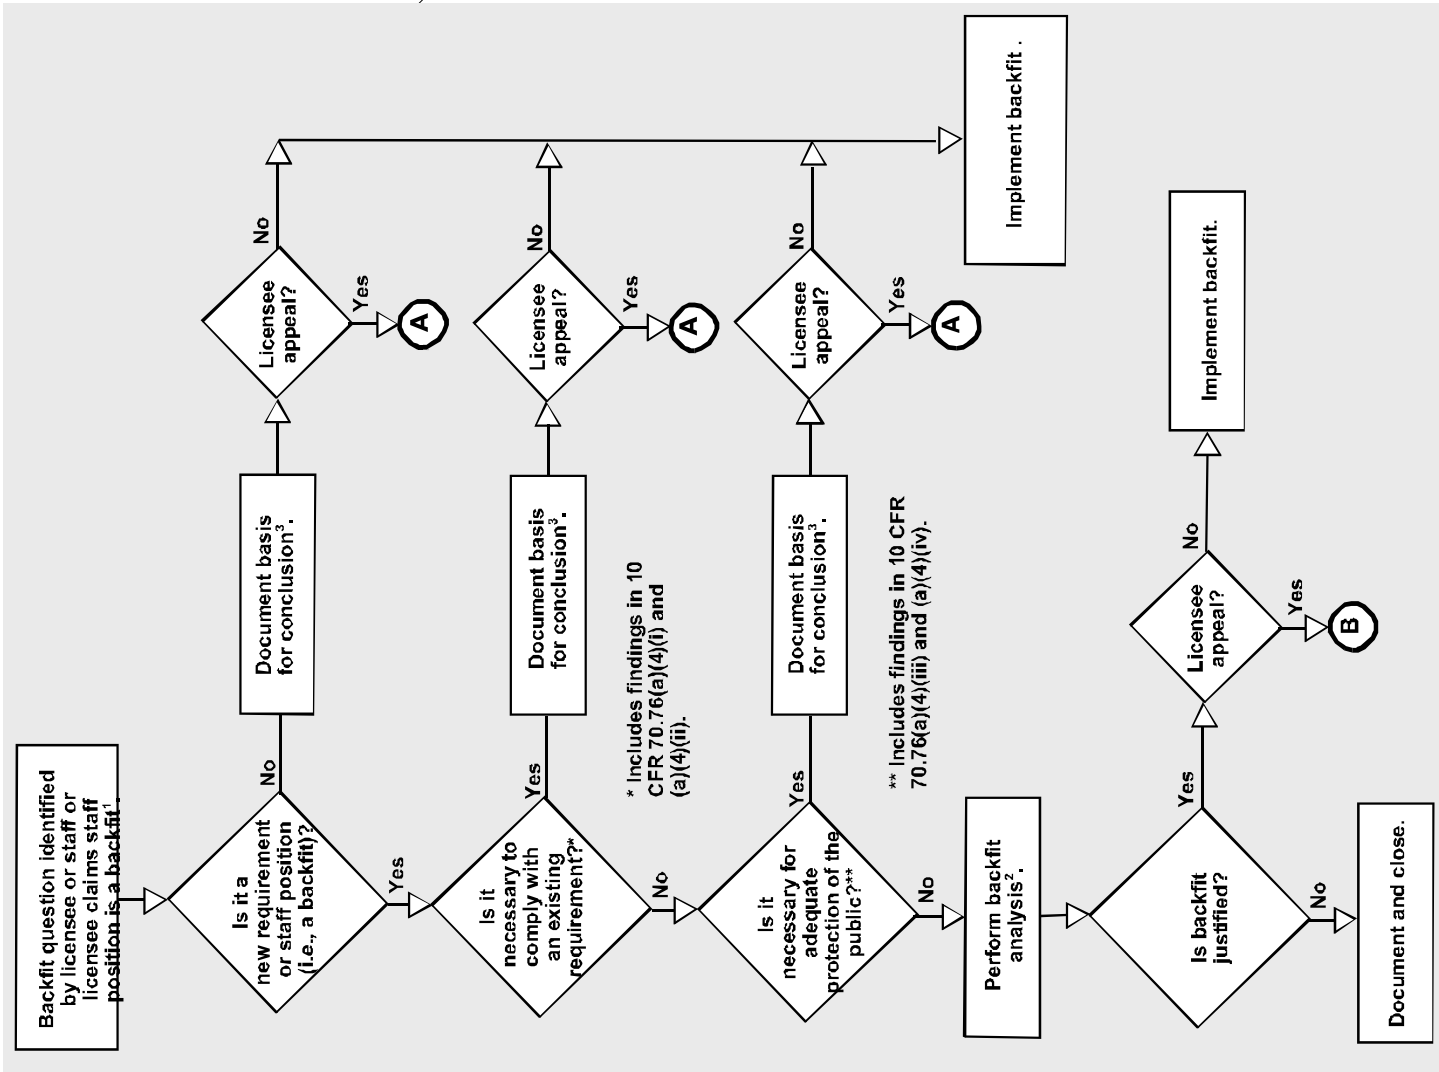 Backfit question identified
by licensee or staff or
licensee claims staff
position is a backfit¹.
Is it a
new requirement
or staff position
(i.e., a backfit)?
No
Document basis
for conclusion³.
Licensee
appeal?
No
Yes
A
Yes
Is it
necessary to
comply with
an existing
requirement?*
Yes
Document basis
for conclusion³.
Licensee
appeal?
No
Yes
A
* Includes findings in 10
CFR 70.76(a)(4)(i) and
(a)(4)(ii).
No
Is it
necessary for
adequate
protection of the
public?**
Yes
Document basis
for conclusion³.
Licensee
appeal?
No
Yes
A
Implement backfit .
** Includes findings in 10 CFR
70.76(a)(4)(iii) and (a)(4)(iv).
No
Perform backfit
analysis².
Is backfit
justified?
Yes
Licensee
appeal?
No
Implement backfit.
Yes
B
No
Document and close.